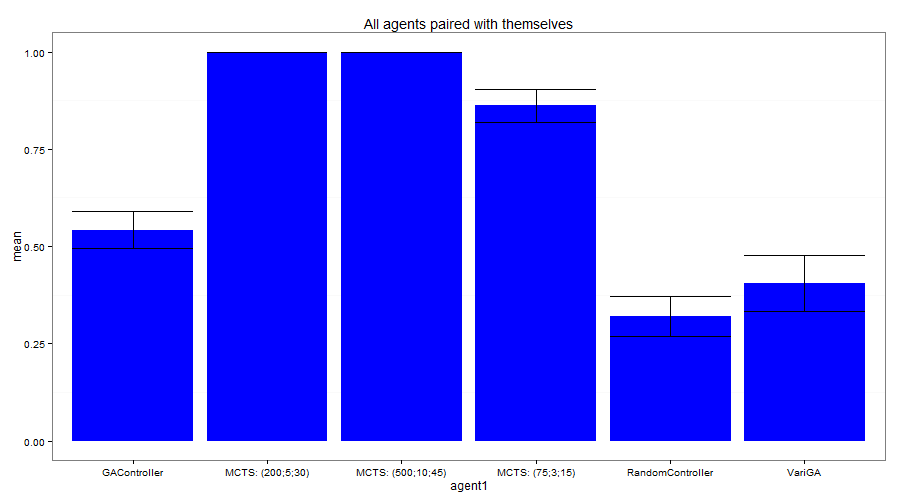 All agents paired with themselves
1.00
0.75
0.50
0.25
0.00
mean
GAController
MCTS: (200;5;30)
MCTS: (500;10;45)
MCTS: (75;3;15)
RandomController
VariGA
agent1